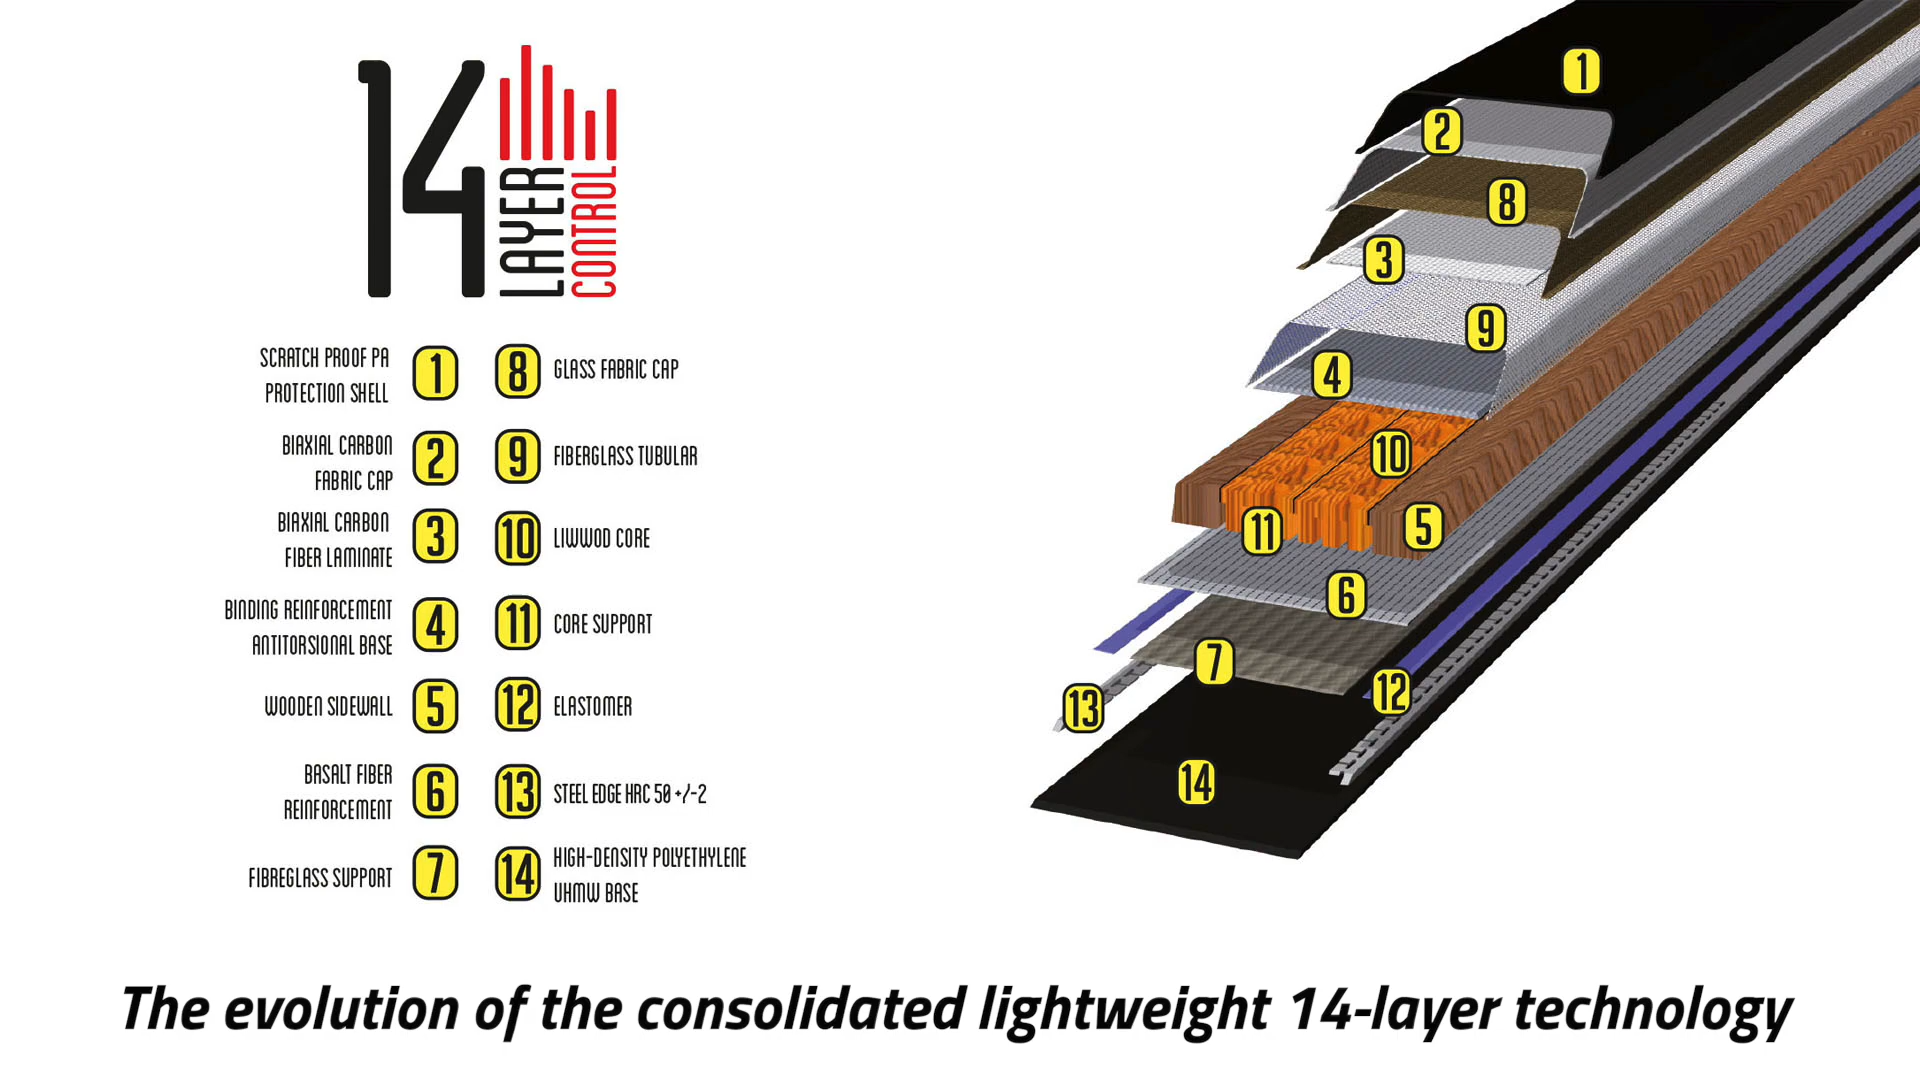 14
LAYER
CONTROL
SCRATCH PROOF PA
PROTECTION SHELL
1
BIAXIAL CARBON
FABRIC CAP
2
BIAXIAL CARBON
FIBER LAMINATE
3
BINDING REINFORCEMENT
ANTITORSIONAL BASE
4
WOODEN SIDEWALL
5
BASALT FIBER
REINFORCEMENT
6
FIBREGLASS SUPPORT
7
8
GLASS FABRIC CAP
9
FIBERGLASS TUBULAR
10
LIWWOD CORE
11
CORE SUPPORT
12
ELASTOMER
13
STEEL EDGE HRC 50 +/-2
14
HIGH-DENSITY POLYETHYLENE
UHMW BASE
1
2
8
3
9
4
10
11
5
6
7
12
13
14
The evolution of the consolidated lightweight 14-layer technology